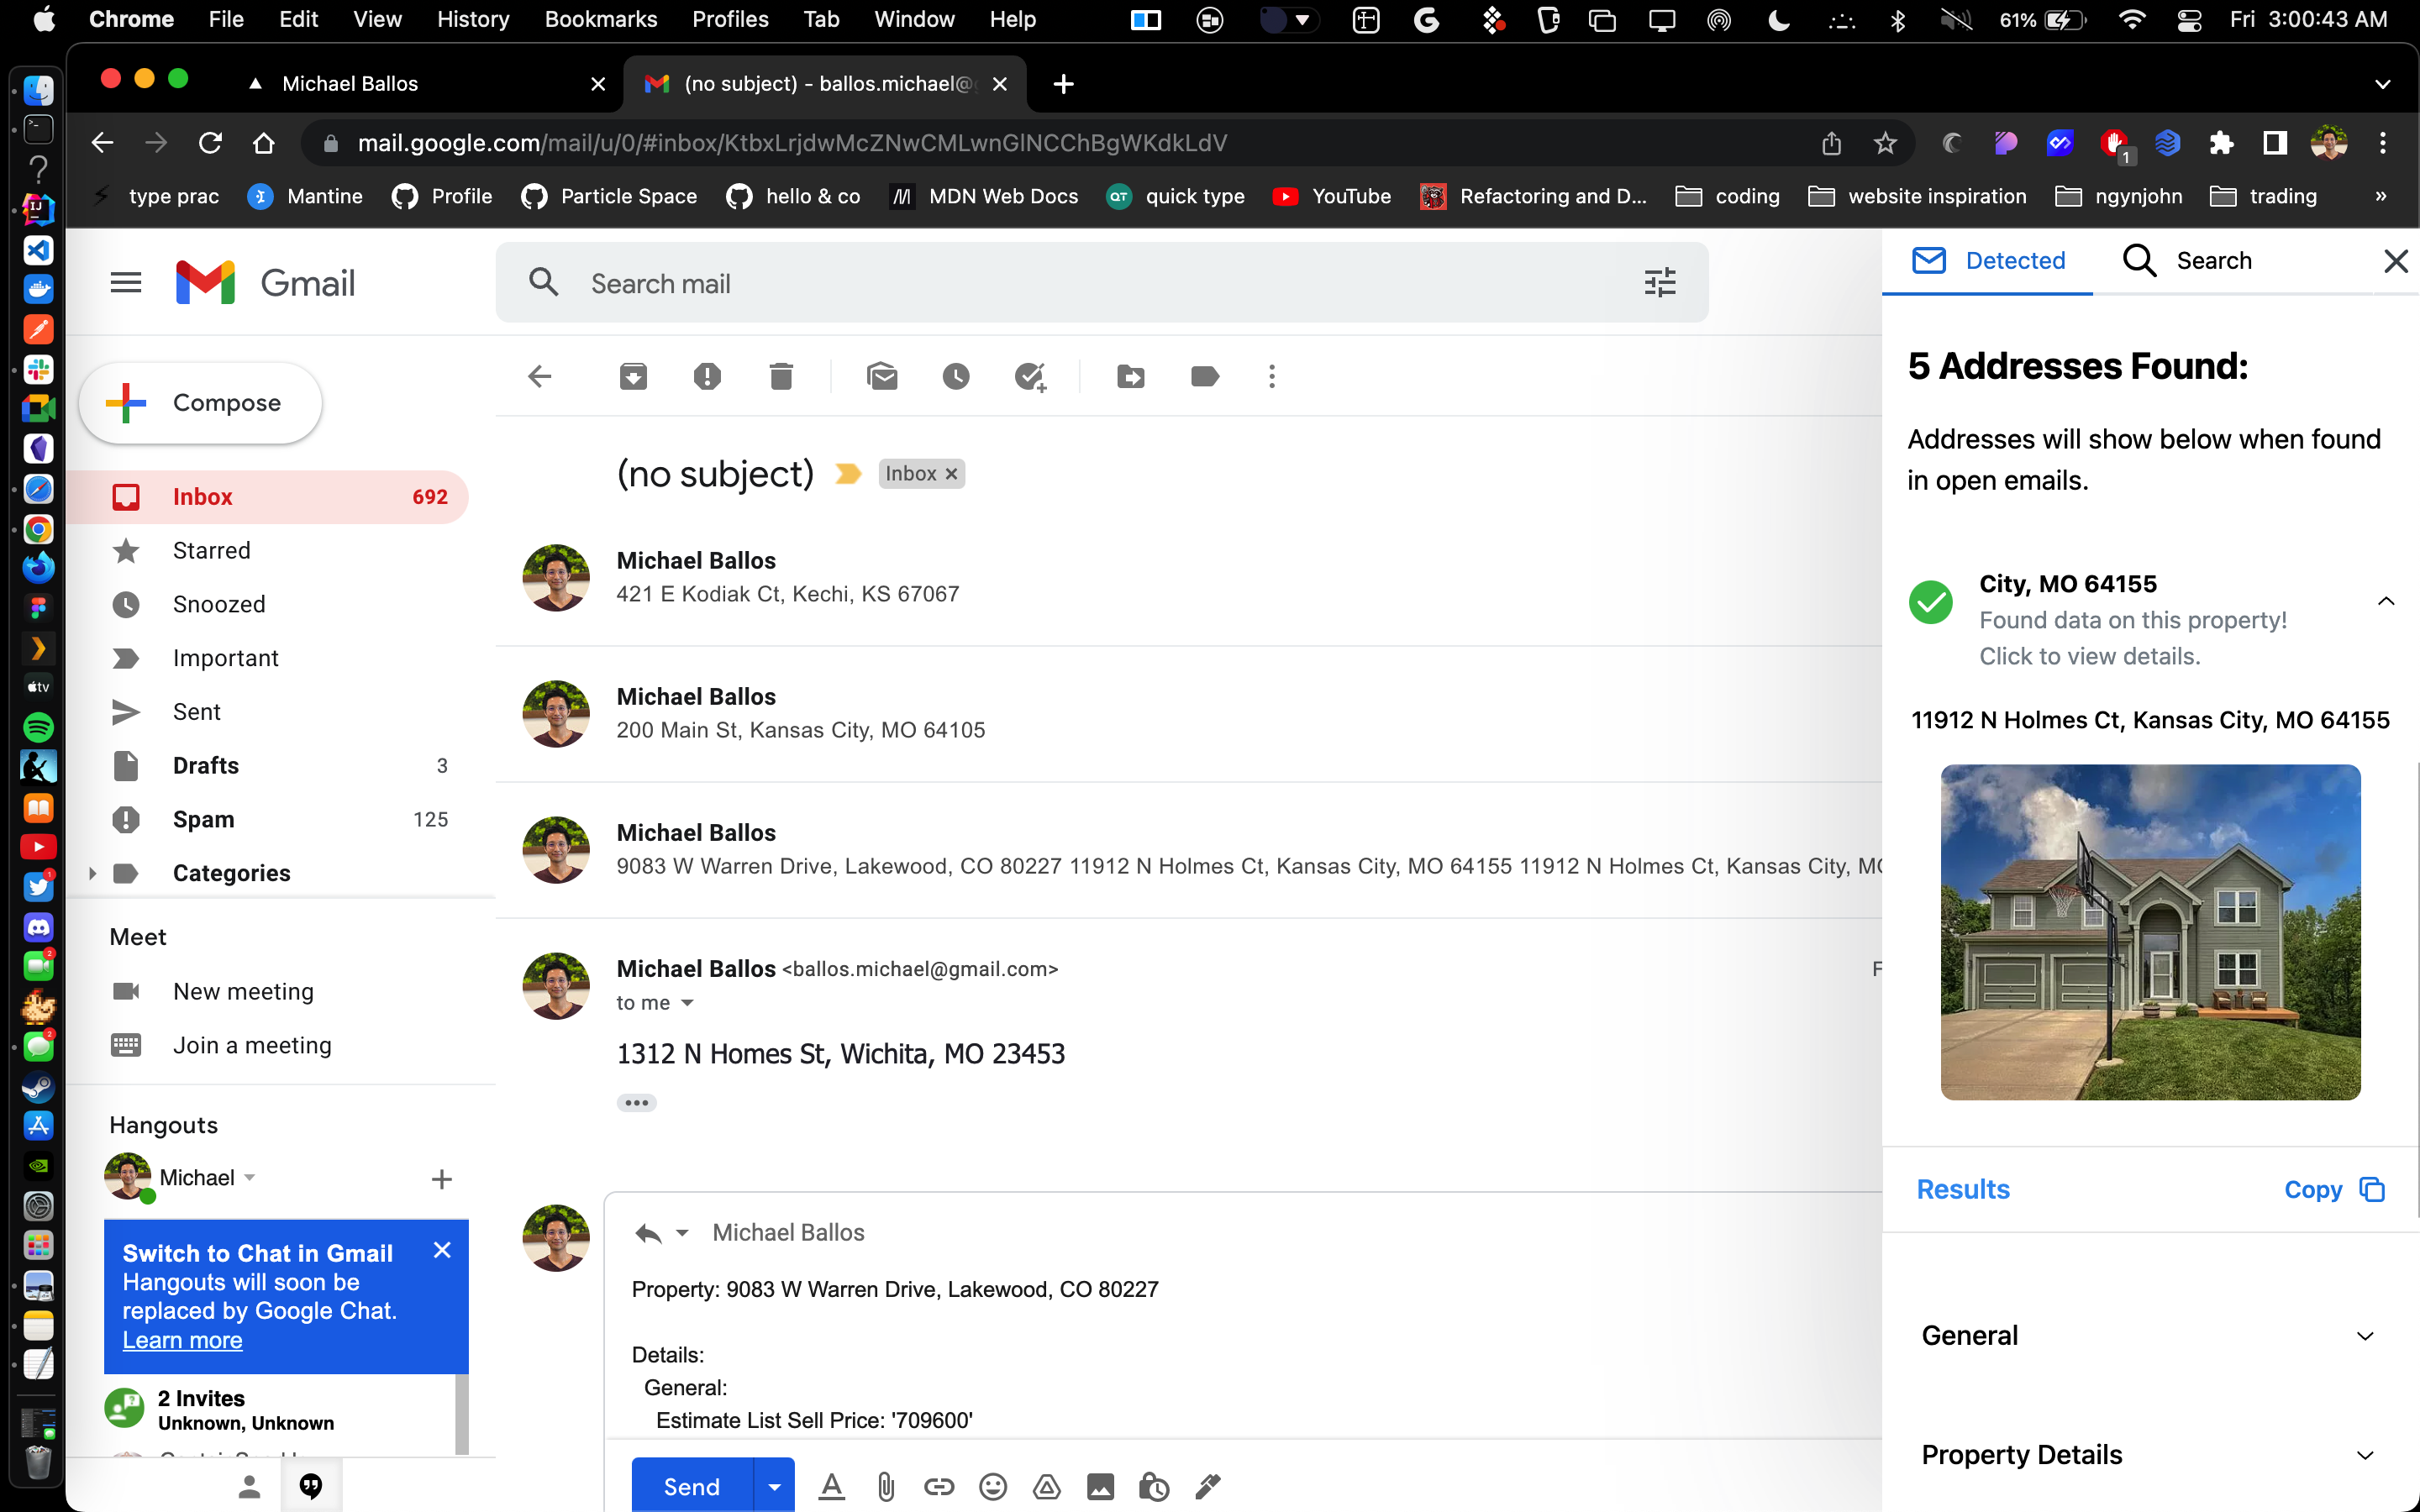 Chrome File Edit View History Bookmarks Profiles Tab Window Help 61% Fri 3:00:43 AM
Michael Ballos
(no subject) - ballos.michael@
mail.google.com/mail/u/0/#inbox/KtbxLrjdwMcZNwCMLwnGlNCChBgWKdkLdV
1
type prac Mantine Profile Particle Space hello & co MDN Web Docs QT quick type YouTube Refactoring and D... coding website inspiration ngynjohn trading »
Gmail
Search mail
Compose
Inbox 692
Starred
Snoozed
Important
Sent
Drafts 3
Spam 125
Categories
Meet
New meeting
Join a meeting
Hangouts
Michael
Switch to Chat in Gmail
Hangouts will soon be
replaced by Google Chat.
Learn more
2 Invites
Unknown, Unknown
(no subject)
Inbox
Michael Ballos
421 E Kodiak Ct, Kechi, KS 67067
Michael Ballos
200 Main St, Kansas City, MO 64105
Michael Ballos
9083 W Warren Drive, Lakewood, CO 80227 11912 N Holmes Ct, Kansas City, MO 64155 11912 N Holmes Ct, Kansas City,
Michael Ballos <ballos.michael@gmail.com>
to me
1312 N Homes St, Wichita, MO 23453
Michael Ballos
Property: 9083 W Warren Drive, Lakewood, CO 80227
Details:
General:
Estimate List Sell Price: '709600'
Send
Detected
Search
5 Addresses Found:
Addresses will show below when found
in open emails.
City, MO 64155
Found data on this property!
Click to view details.
11912 N Holmes Ct, Kansas City, MO 64155
Results
Copy
General
Property Details